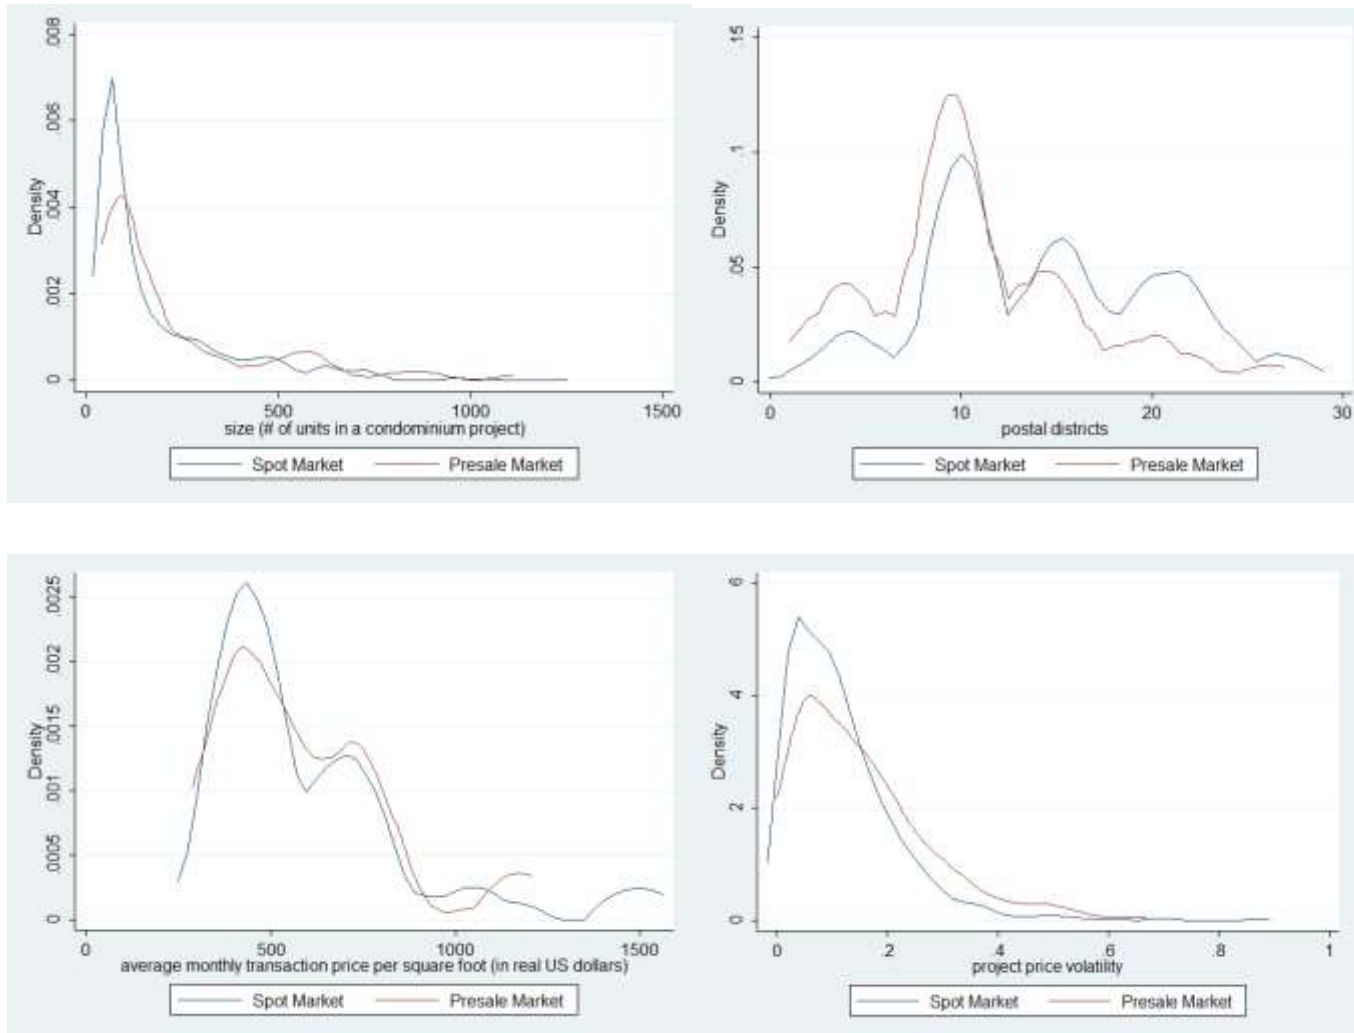 .008
.006
.004
.002
0
Density
0 500 1000 1500
size (# of units in a condominium project)
Spot Market Presale Market
.15
.1
.05
0
Density
0 10 20 30
postal districts
Spot Market Presale Market
.0025
.002
.0015
.001
.0005
0
Density
0 500 1000 1500
average monthly transaction price per square foot (in real US dollars)
Spot Market Presale Market
6
4
2
0
Density
0 .2 .4 .6 .8 1
project price volatility
Spot Market Presale Market